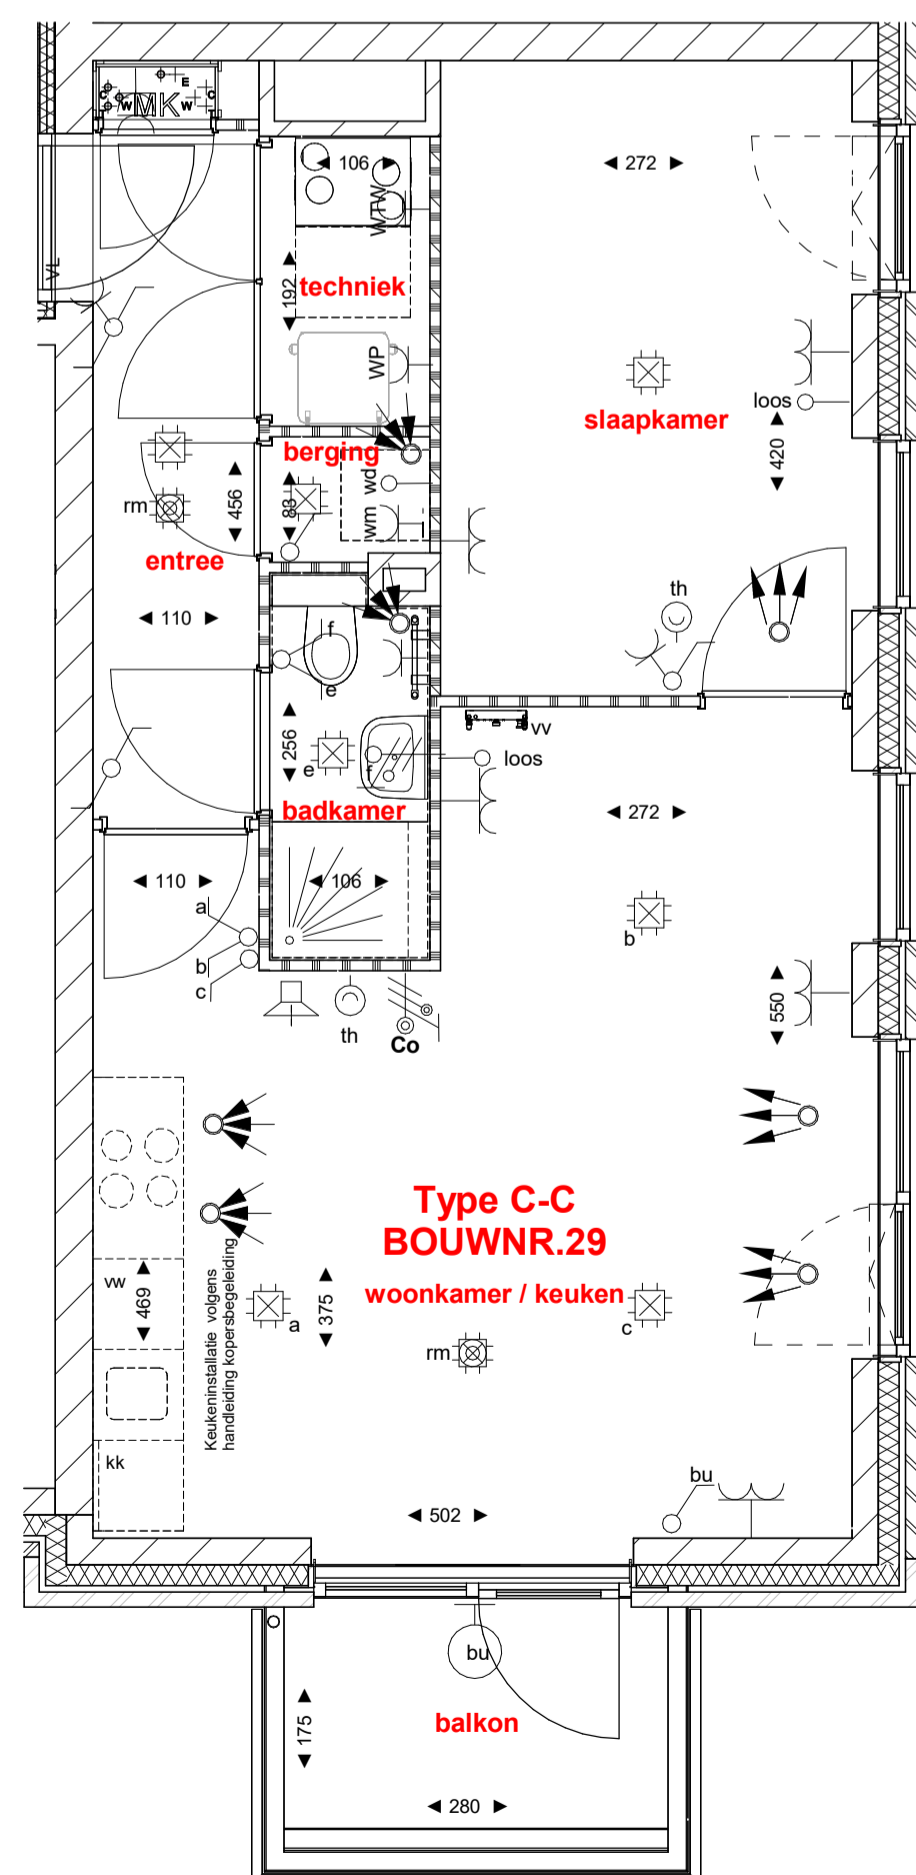 E
C
W
MK
W
C
VL
106
WTW
272
192
techniek
WP
slaapkamer
loos
420
berging
wd
83
wm
456
rm
entree
110
th
f
e
256
e
f
vv
loos
badkamer
272
110
106
a
b
c
b
550
th
Co
Type C-C
BOUWNR.29
woonkamer / keuken
vw
469
Keukeninstallatie volgens
handleiding kopersbegeleiding
375
a
c
rm
kk
bu
502
bu
175
balkon
280